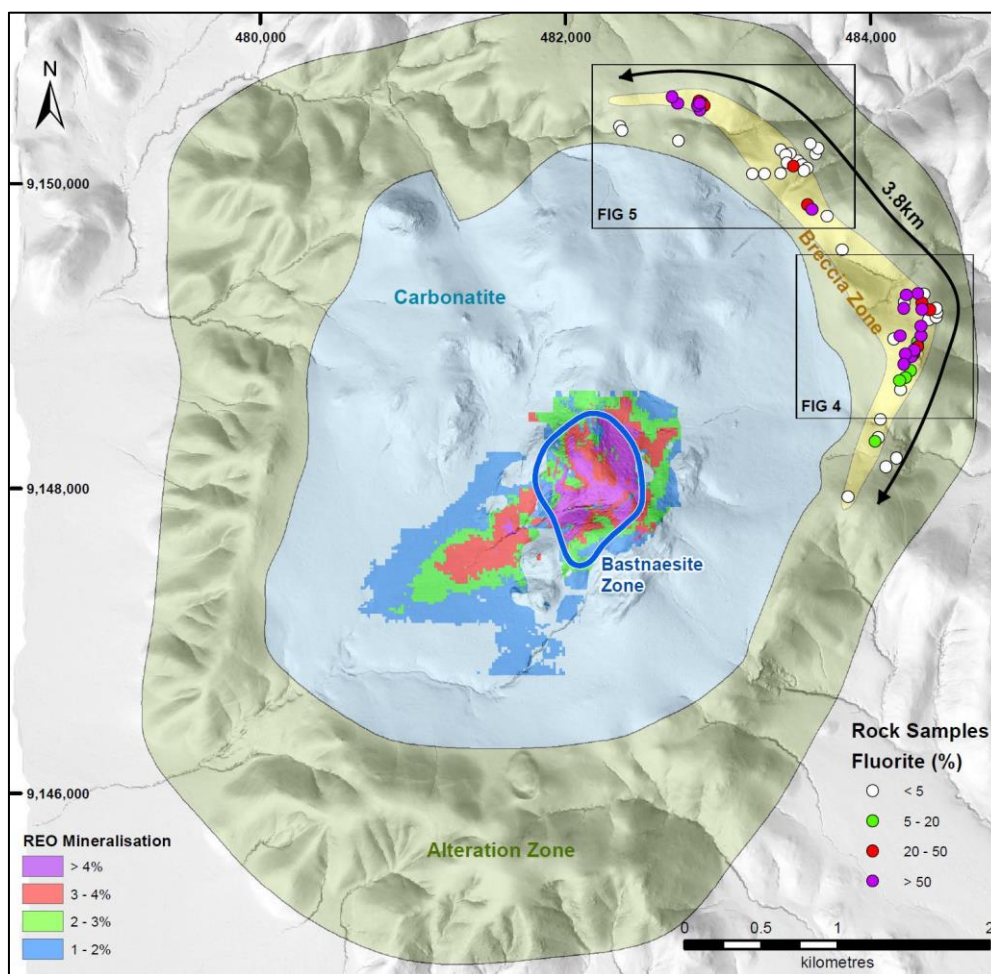 480,000
482,000
484,000
N
9,150,000
FIG 5
3.8km
Breccia Zone
Carbonatite
FIG 4
9,148,000
Bastnaesite
Zone
9,146,000
Alteration Zone
REO Mineralisation
> 4%
3 - 4%
2 - 3%
1 - 2%
Rock Samples
Fluorite (%)
< 5
5 - 20
20 - 50
> 50
0 0.5 1 2
kilometres